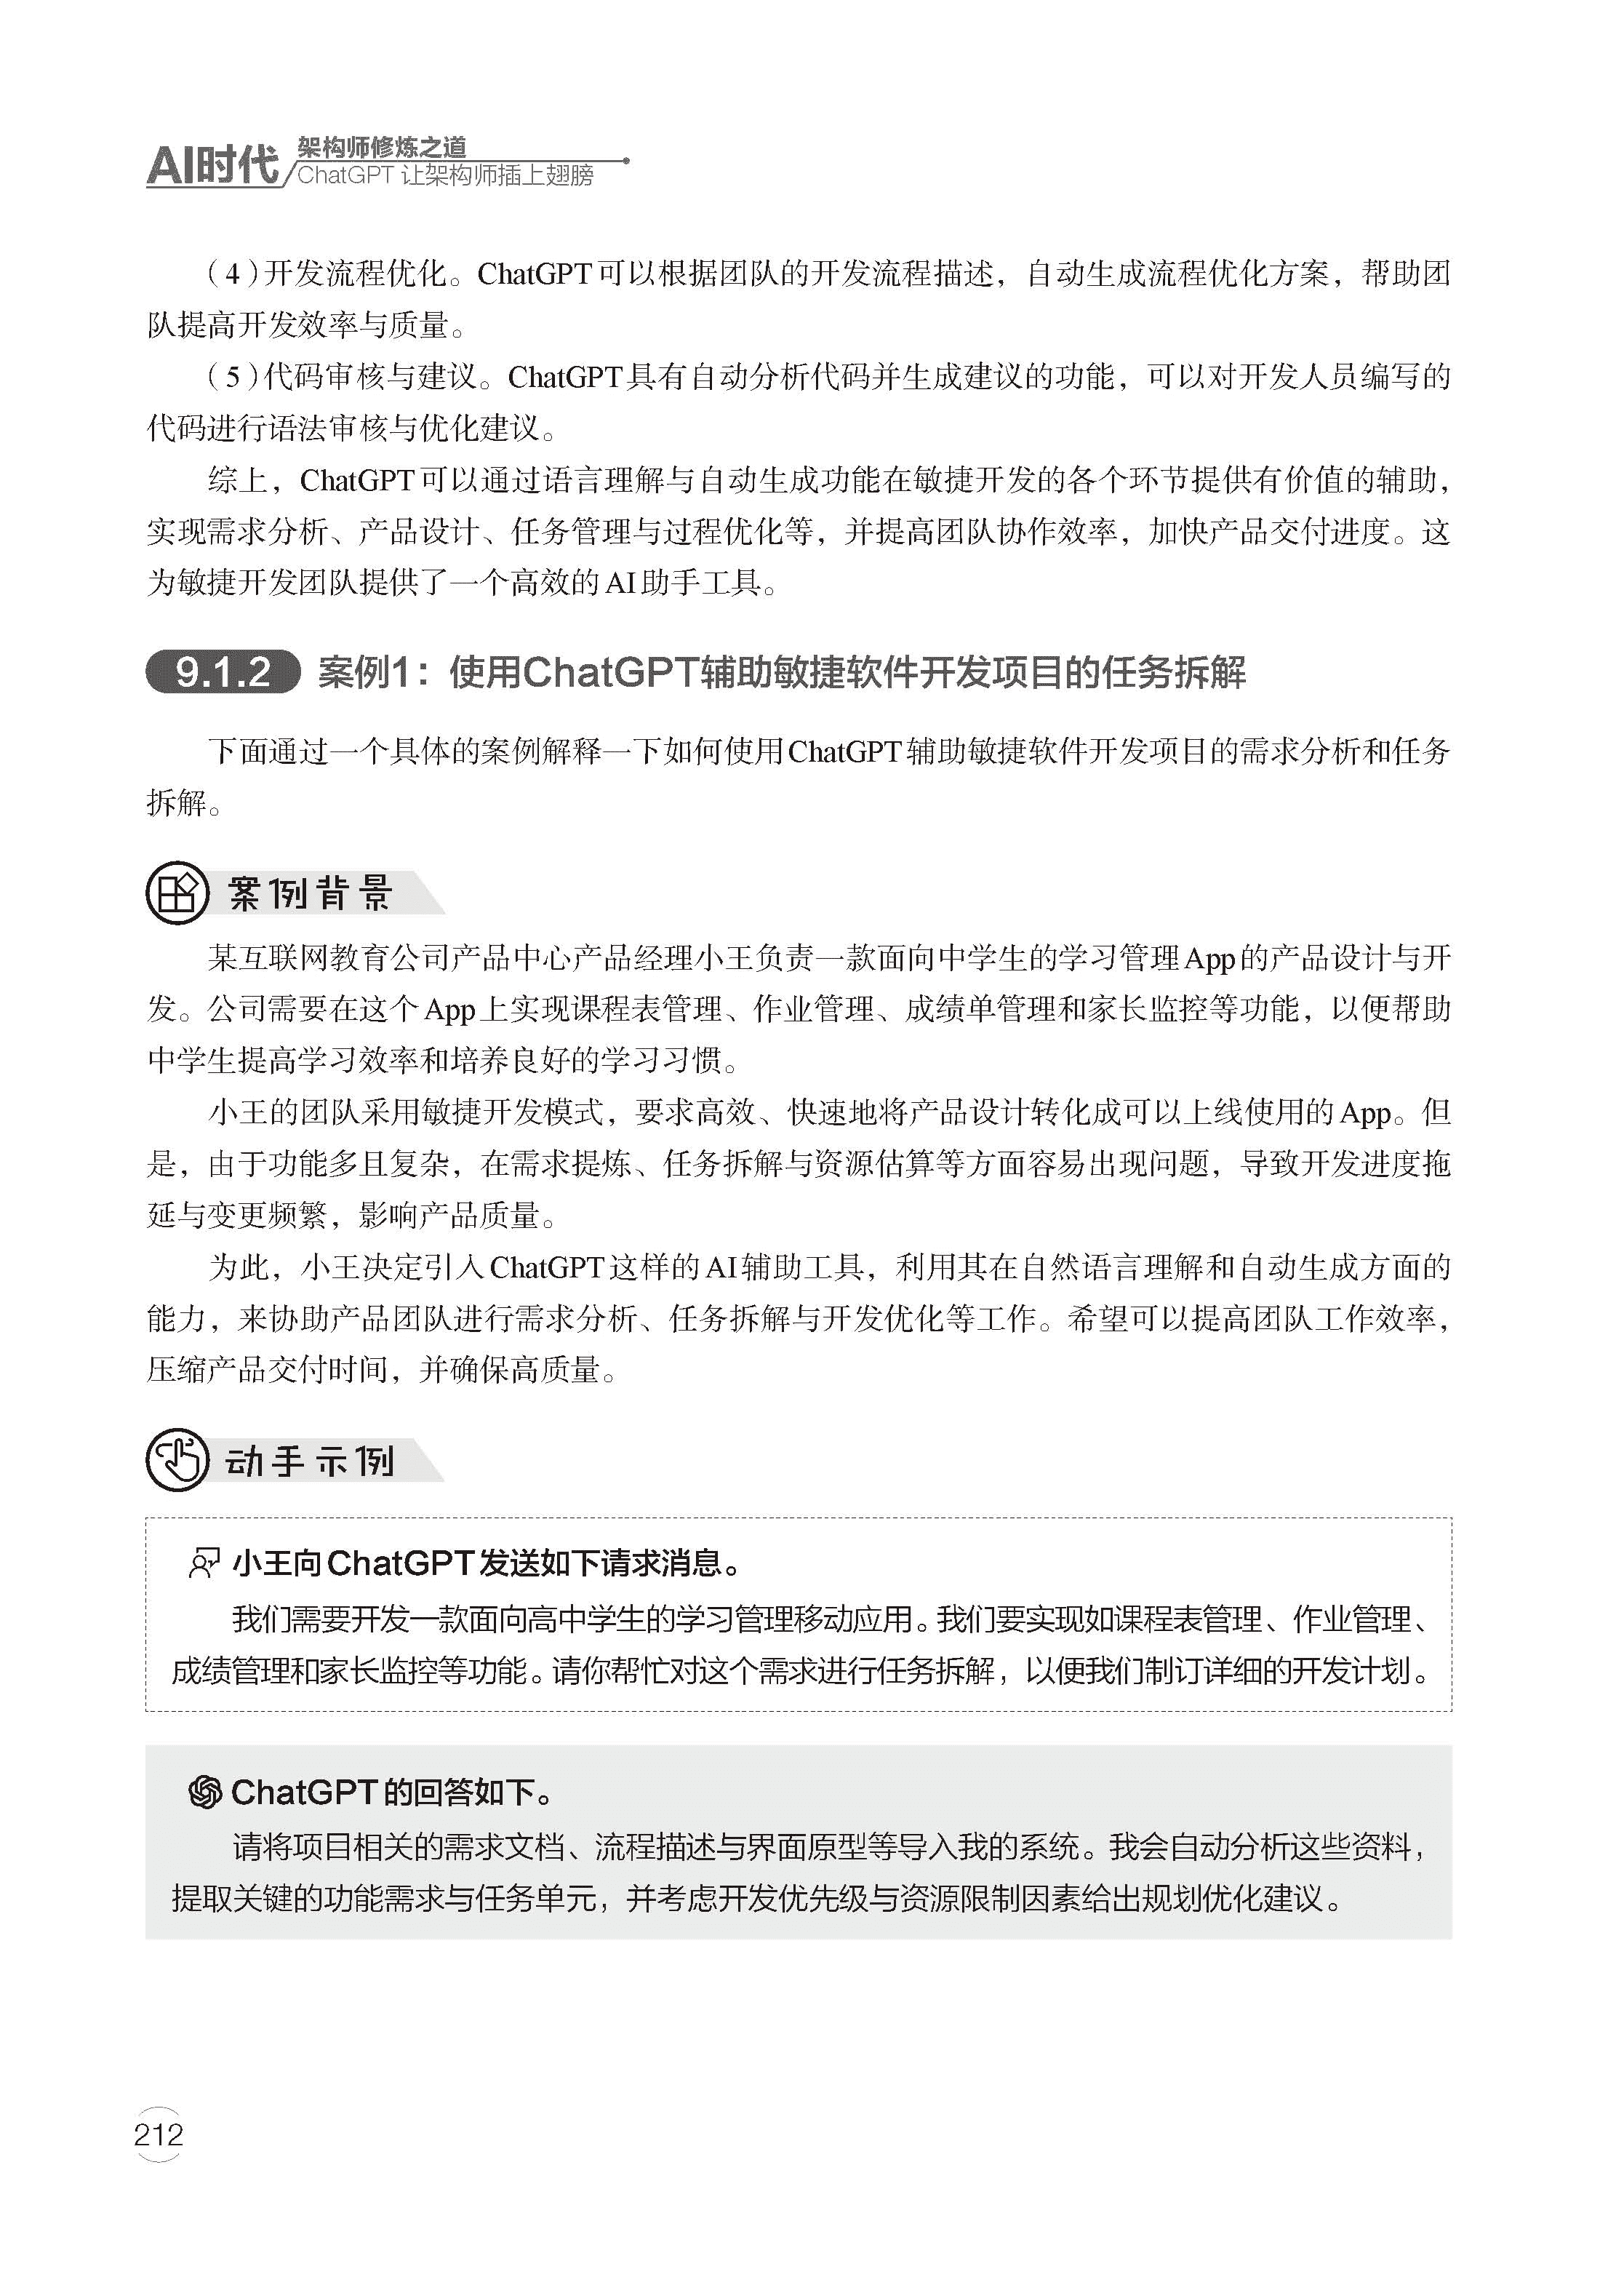 AI时代
架构师修炼之道
ChatGPT 让架构师插上翅膀
（4）开发流程优化。ChatGPT可以根据团队的开发流程描述，自动生成流程优化方案，帮助团
队提高开发效率与质量。
（5）代码审核与建议。ChatGPT具有自动分析代码并生成建议的功能，可以对开发人员编写的
代码进行语法审核与优化建议。
综上，ChatGPT可以通过语言理解与自动生成功能在敏捷开发的各个环节提供有价值的辅助，
实现需求分析、产品设计、任务管理与过程优化等，并提高团队协作效率，加快产品交付进度。这
为敏捷开发团队提供了一个高效的AI助手工具。
9.1.2 案例1：使用ChatGPT辅助敏捷软件开发项目的任务拆解
下面通过一个具体的案例解释一下如何使用ChatGPT辅助敏捷软件开发项目的需求分析和任务
拆解。
案例背景
某互联网教育公司产品中心产品经理小王负责一款面向中学生的学习管理App的产品设计与开
发。公司需要在这个App上实现课程表管理、作业管理、成绩单管理和家长监控等功能，以便帮助
中学生提高学习效率和培养良好的学习习惯。
小王的团队采用敏捷开发模式，要求高效、快速地将产品设计转化成可以上线使用的App。但
是，由于功能多且复杂，在需求提炼、任务拆解与资源估算等方面容易出现问题，导致开发进度拖
延与变更频繁，影响产品质量。
为此，小王决定引入ChatGPT这样的AI辅助工具，利用其在自然语言理解和自动生成方面的
能力，来协助产品团队进行需求分析、任务拆解与开发优化等工作。希望可以提高团队工作效率，
压缩产品交付时间，并确保高质量。
动手示例
小王向ChatGPT发送如下请求消息。
我们需要开发一款面向高中学生的学习管理移动应用。我们要实现如课程表管理、作业管理、
成绩管理和家长监控等功能。请你帮忙对这个需求进行任务拆解，以便我们制订详细的开发计划。
ChatGPT的回答如下。
请将项目相关的需求文档、流程描述与界面原型等导入我的系统。我会自动分析这些资料，
提取关键的功能需求与任务单元，并考虑开发优先级与资源限制因素给出规划优化建议。
212